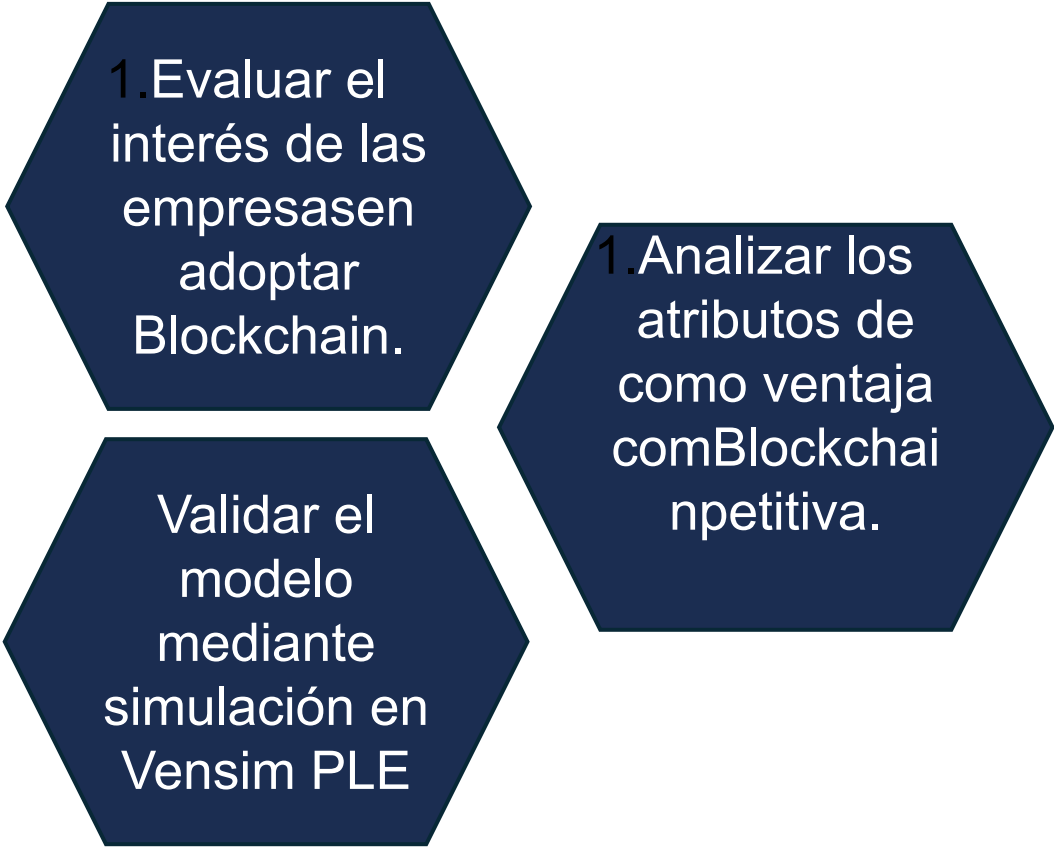 1.Evaluar el
interés de las
empresasen
adoptar
Blockchain.
1.Analizar los
atributos de
como ventaja
comBlockchai
npetitiva.
Validar el
modelo
mediante
simulación en
Vensim PLE